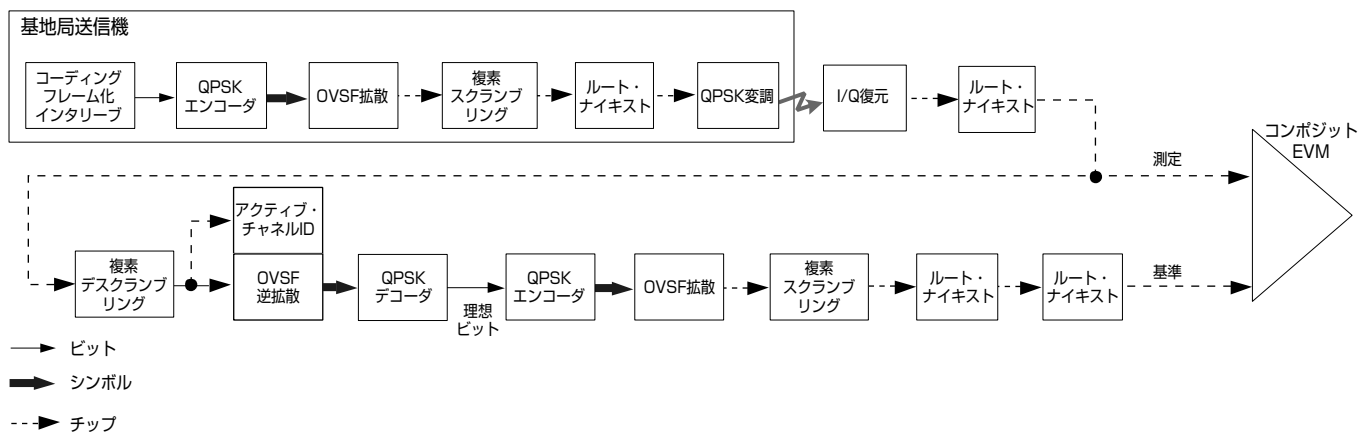 基地局送信機
コーディング
フレーム化
インタリーブ
QPSK
エンコーダ
OVSF拡散
複素
スクランブ
リング
ルート・
ナイキスト
QPSK変調
I/Q復元
ルート・
ナイキスト
コンポジット
EVM
測定
アクティブ・
チャネルID
複素
デスクランブ
リング
OVSF
逆拡散
QPSK
デコーダ
理想
ビット
QPSK
エンコーダ
OVSF拡散
複素
スクランブ
リング
ルート・
ナイキスト
ルート・
ナイキスト
基準
ビット
シンボル
チップ